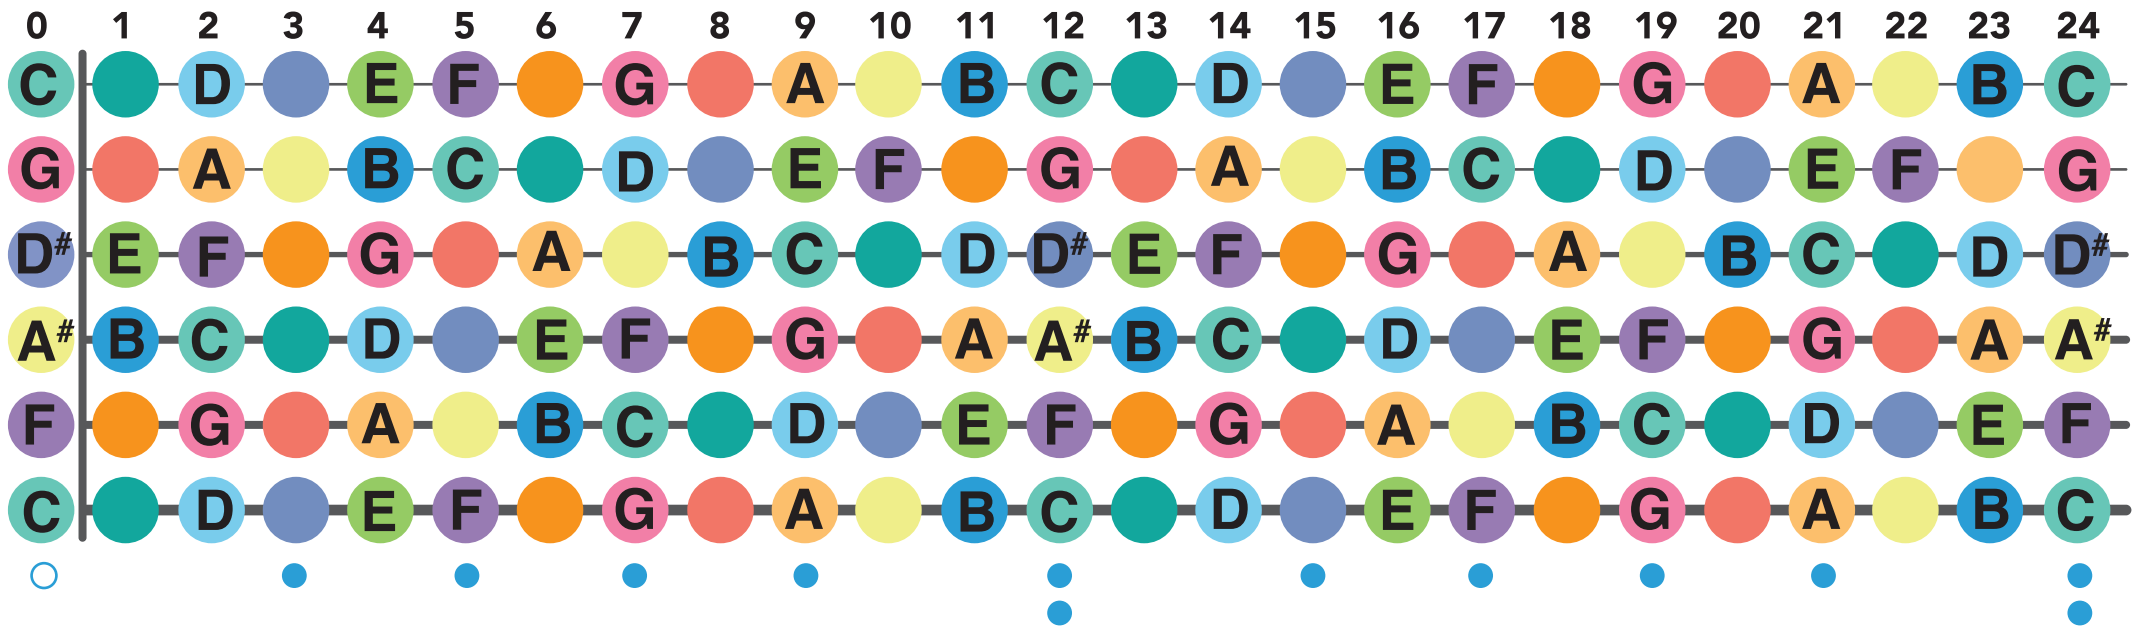 0 1 2 3 4 5 6 7 8 9 10 11 12 13 14 15 16 17 18 19 20 21 22 23 24
C D E F G A B C D E F G A B C
G A B C D E F G A B C D E F G
D# E F G A B C D D# E F G A B C D D#
A# B C D E F G A A# B C D E F G A A#
F G A B C D E F G A B C D E F
C D E F G A B C D E F G A B C